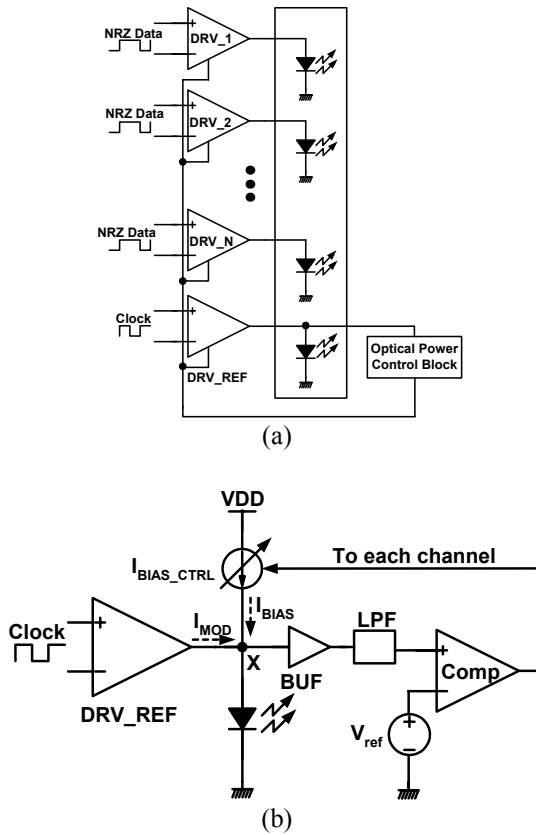 NRZ Data
DRV_1
NRZ Data
DRV_2
NRZ Data
DRV_N
Clock
DRV_REF
Optical Power
Control Block
(a)
VDD
I_BIAS_CTRL
To each channel
I_BIAS
Clock
I_MOD
LPF
X
BUF
Comp
DRV_REF
V_ref
(b)